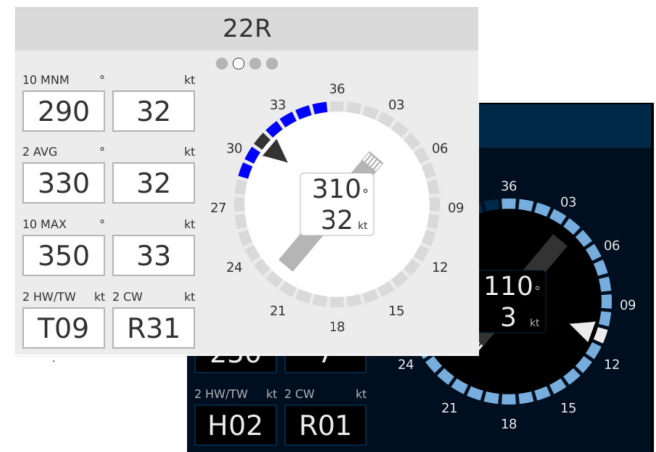 22R
10 MNM ° kt
290 32
2 AVG ° kt
330 32
10 MAX ° kt
350 33
2 HW/TW kt 2 CW kt
T09 R31
36
33 03
30 06
27 09
24 12
21 15
18
310°
32 kt
36
03
06
09
12
15
18
21
24
110°
3 kt
2 HW/TW kt 2 CW kt
H02 R01